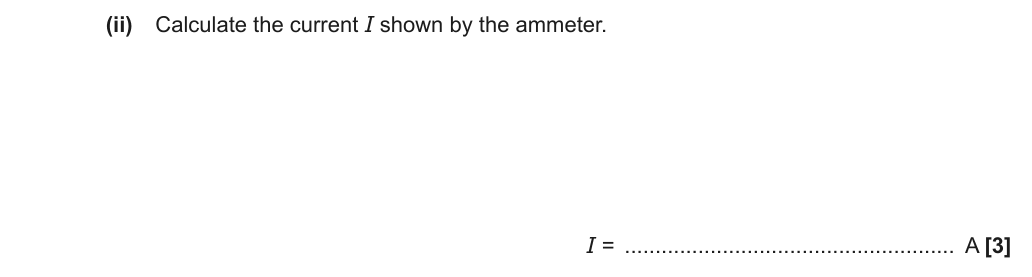 (ii) Calculate the current I shown by the ammeter.
I = ...................................................... A [3]